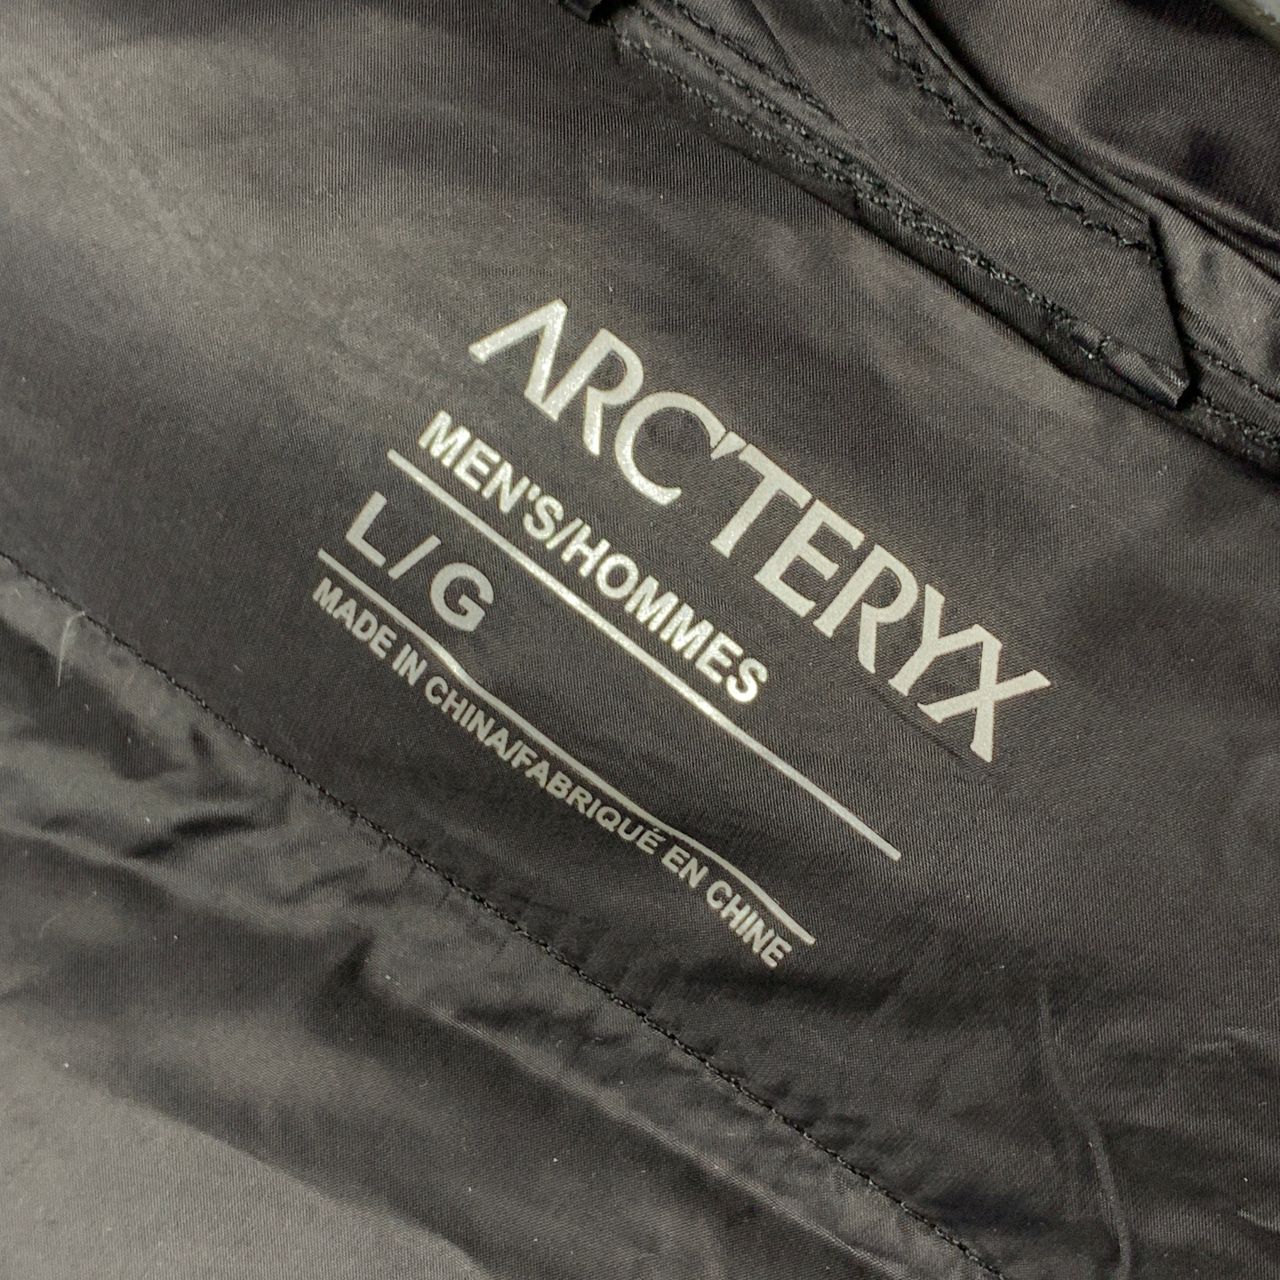 ARC'TERYX
MEN'S/HOMMES
L/G
MADE IN CHINA/FABRIQUÉ EN CHINE